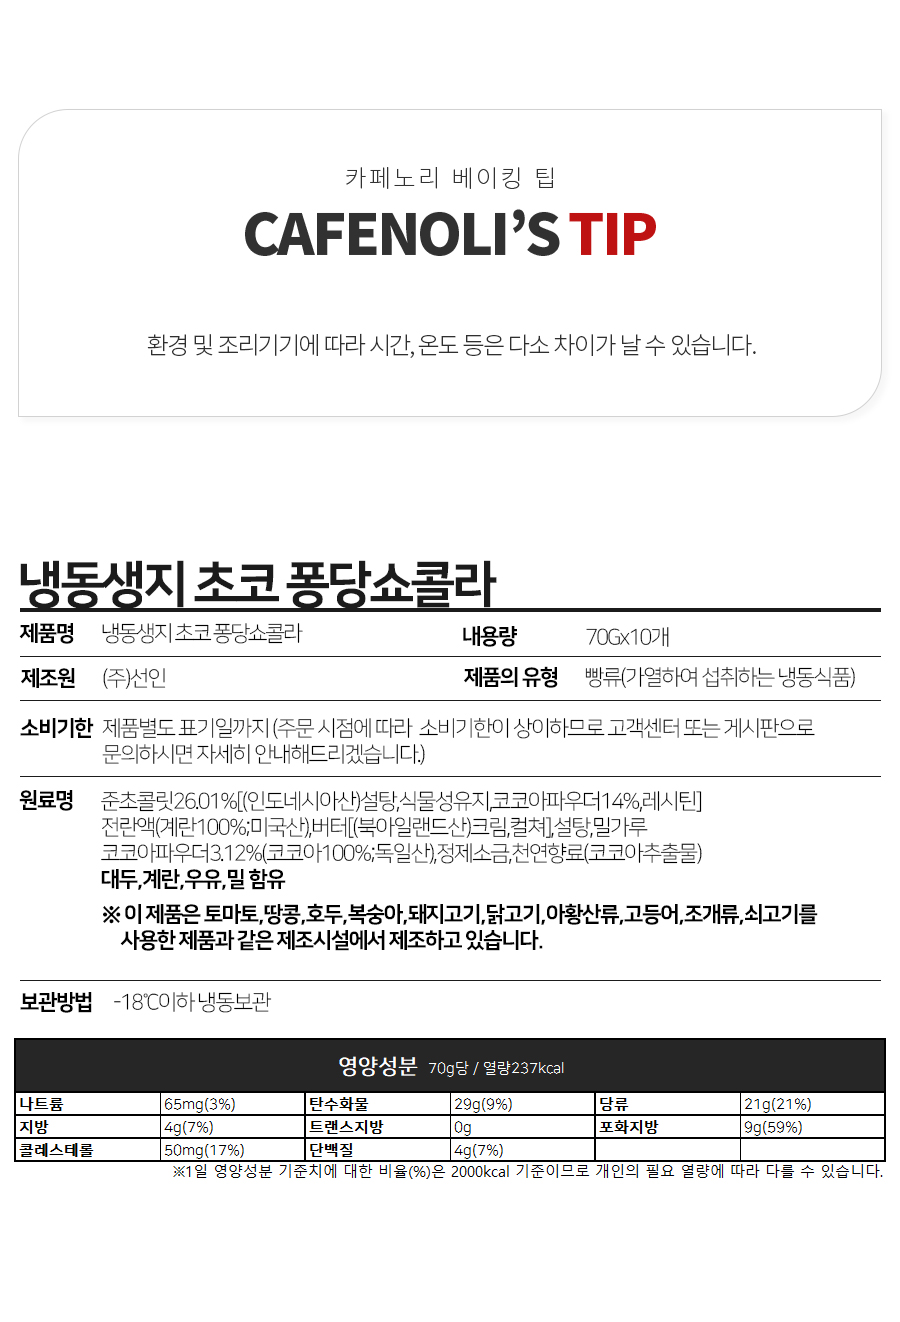 카페노리 베이킹 팁
CAFENOLI’S TIP
환경 및 조리기기에 따라 시간, 온도 등은 다소 차이가 날 수 있습니다.
냉동생지 초코 퐁당쇼콜라
제품명 냉동생지 초코 퐁당쇼콜라 내용량 70Gx10개
제조원 (주)선인 제품의 유형 빵류(가열하여 섭취하는 냉동식품)
소비기한 제품별도 표기일까지 (주문 시점에 따라 소비기한이 상이하므로 고객센터 또는 게시판으로
문의하시면 자세히 안내해드리겠습니다.)
원료명 준초콜릿26.01%[(인도네시아산)설탕,식물성유지,코코아파우더14%,레시틴]
전란액(계란100%;미국산),버터[(북아일랜드산)크림,컬쳐],설탕,밀가루
코코아파우더3.12%(코코아100%;독일산),정제소금,천연향료(코코아추출물)
대두,계란,우유,밀 함유
※ 이 제품은 토마토,땅콩,호두,복숭아,돼지고기,닭고기,아황산류,고등어,조개류,쇠고기를
사용한 제품과 같은 제조시설에서 제조하고 있습니다.
보관방법 -18℃이하 냉동보관
영양성분 70g당 / 열량237kcal
나트륨 65mg(3%) 탄수화물 29g(9%) 당류 21g(21%)
지방 4g(7%) 트랜스지방 0g 포화지방 9g(59%)
콜레스테롤 50mg(17%) 단백질 4g(7%)
※1일 영양성분 기준치에 대한 비율(%)은 2000kcal 기준이므로 개인의 필요 열량에 따라 다를 수 있습니다.